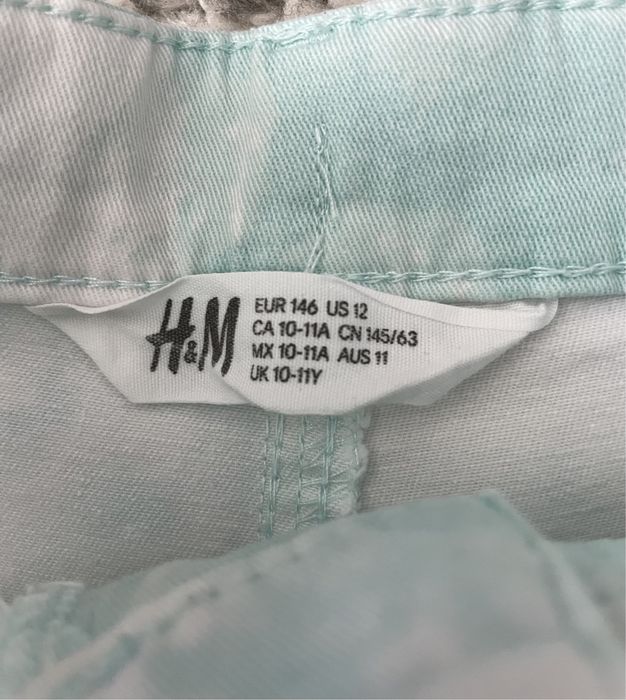 H&M
EUR 146 US 12
CA 10-11A CN 145/63
MX 10-11A AUS 11
UK 10-11Y